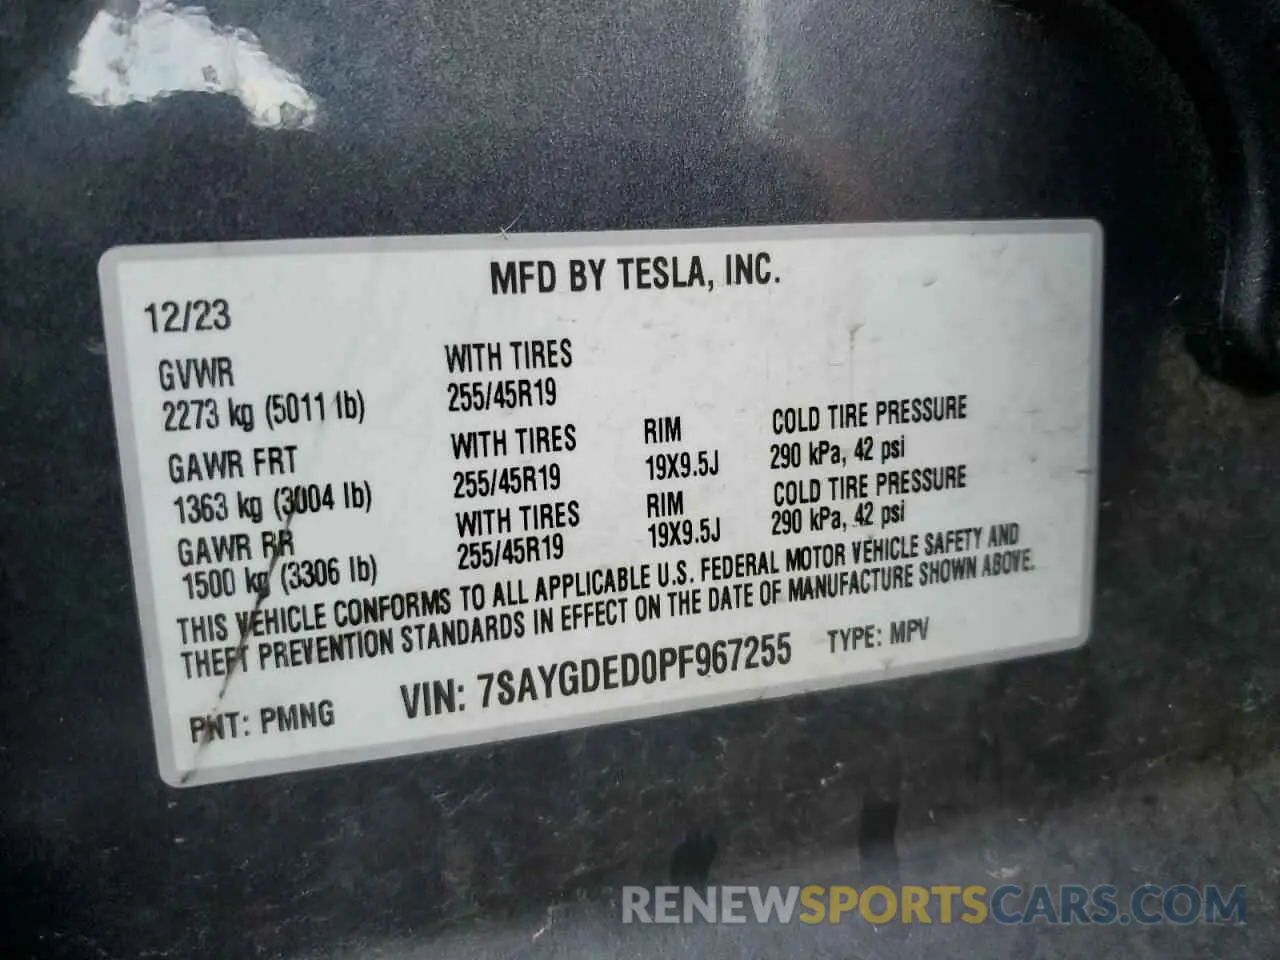 MFD BY TESLA, INC.
12/23
GVWR WITH TIRES
2273 kg (5011 lb) 255/45R19
GAWR FRT WITH TIRES RIM COLD TIRE PRESSURE
1363 kg (3004 lb) 255/45R19 19X9.5J 290 kPa, 42 psi
GAWR RR WITH TIRES RIM COLD TIRE PRESSURE
1500 kg (3306 lb) 255/45R19 19X9.5J 290 kPa, 42 psi
THIS VEHICLE CONFORMS TO ALL APPLICABLE U.S. FEDERAL MOTOR VEHICLE SAFETY AND
THEFT PREVENTION STANDARDS IN EFFECT ON THE DATE OF MANUFACTURE SHOWN ABOVE.
PNT: PMNG VIN: 7SAYGDED0PF967255 TYPE: MPV
RENEWSPORTSCARS.COM